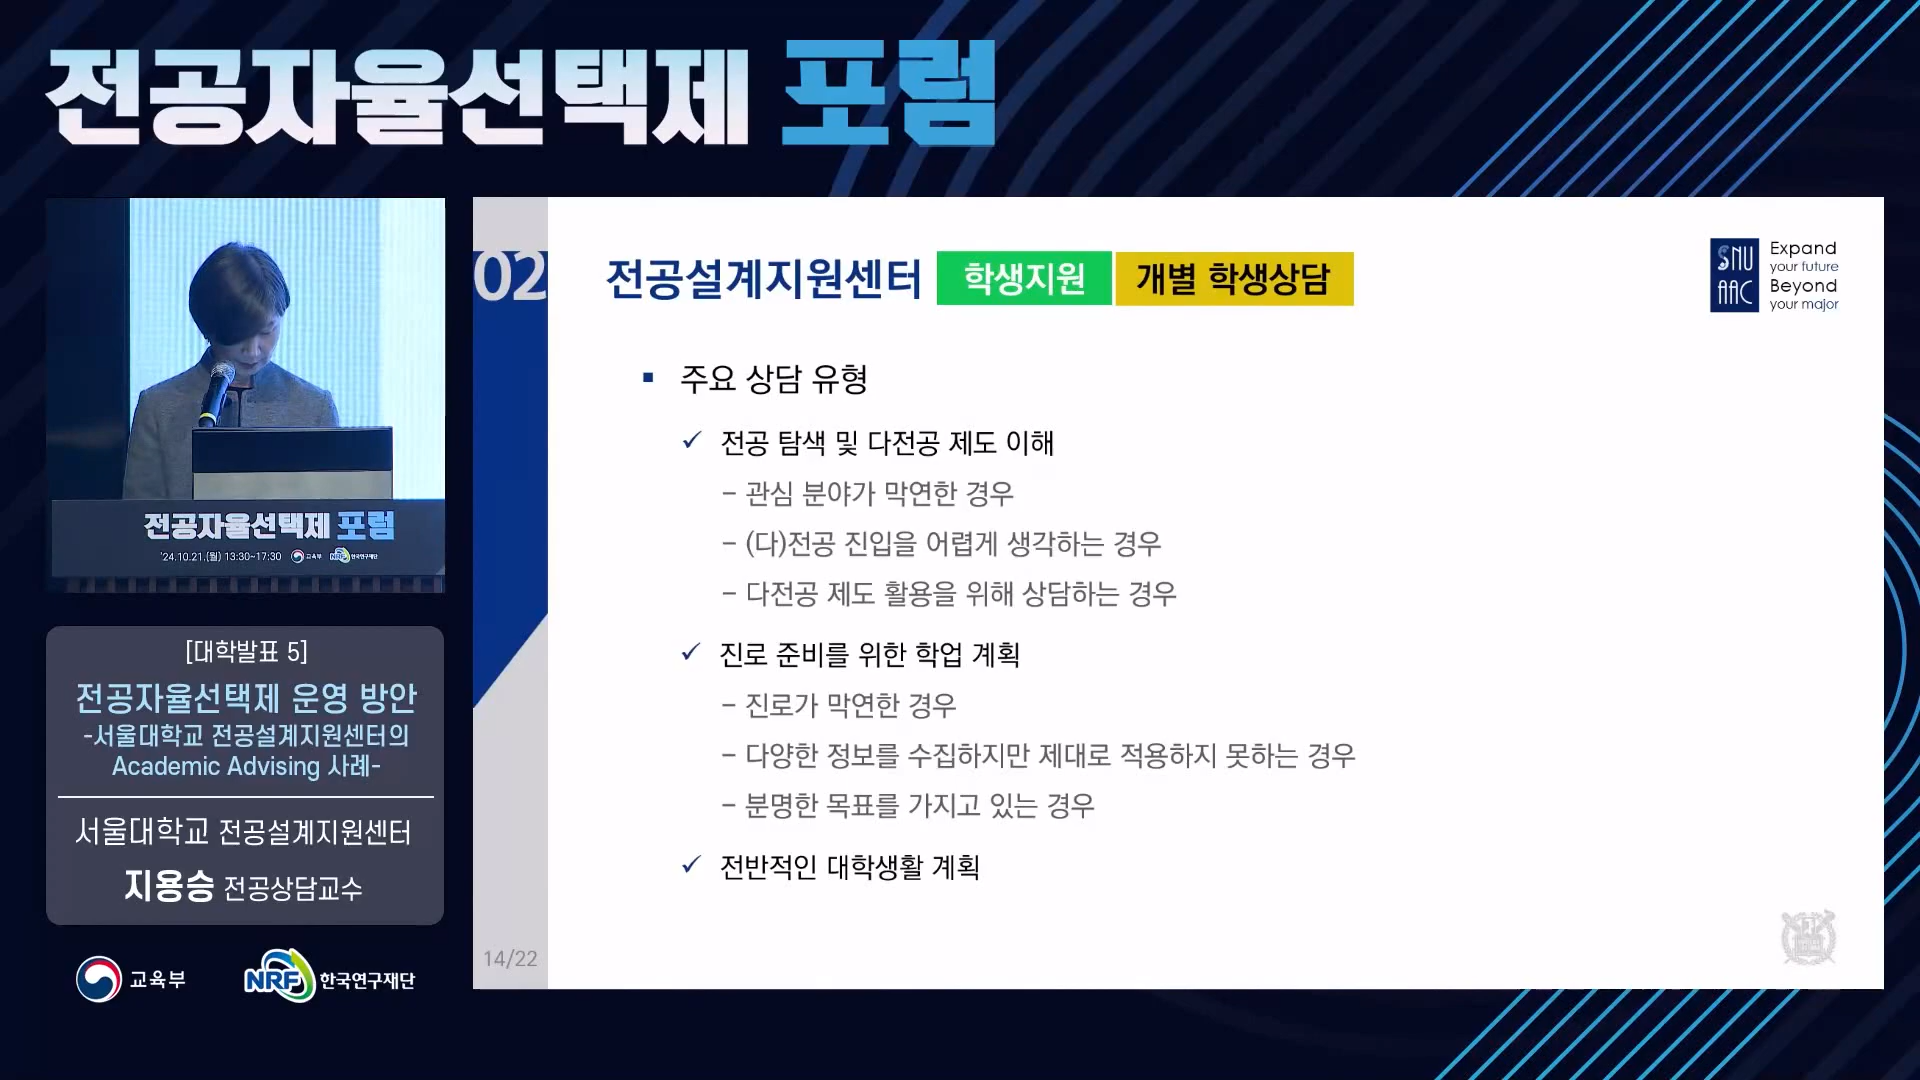 전공자율선택제 포럼
전공자율선택제 포럼
'24.10.21.(월) 13:30~17:30 교육부 NRF 한국연구재단
[대학발표 5]
전공자율선택제 운영 방안
-서울대학교 전공설계지원센터의
Academic Advising 사례-
서울대학교 전공설계지원센터
지용승 전공상담교수
교육부
NRF 한국연구재단
02
전공설계지원센터 학생지원 개별 학생상담
SNU
AAC
Expand
your future
Beyond
your major
▪ 주요 상담 유형
✓ 전공 탐색 및 다전공 제도 이해
– 관심 분야가 막연한 경우
– (다)전공 진입을 어렵게 생각하는 경우
– 다전공 제도 활용을 위해 상담하는 경우
✓ 진로 준비를 위한 학업 계획
– 진로가 막연한 경우
– 다양한 정보를 수집하지만 제대로 적용하지 못하는 경우
– 분명한 목표를 가지고 있는 경우
✓ 전반적인 대학생활 계획
14/22